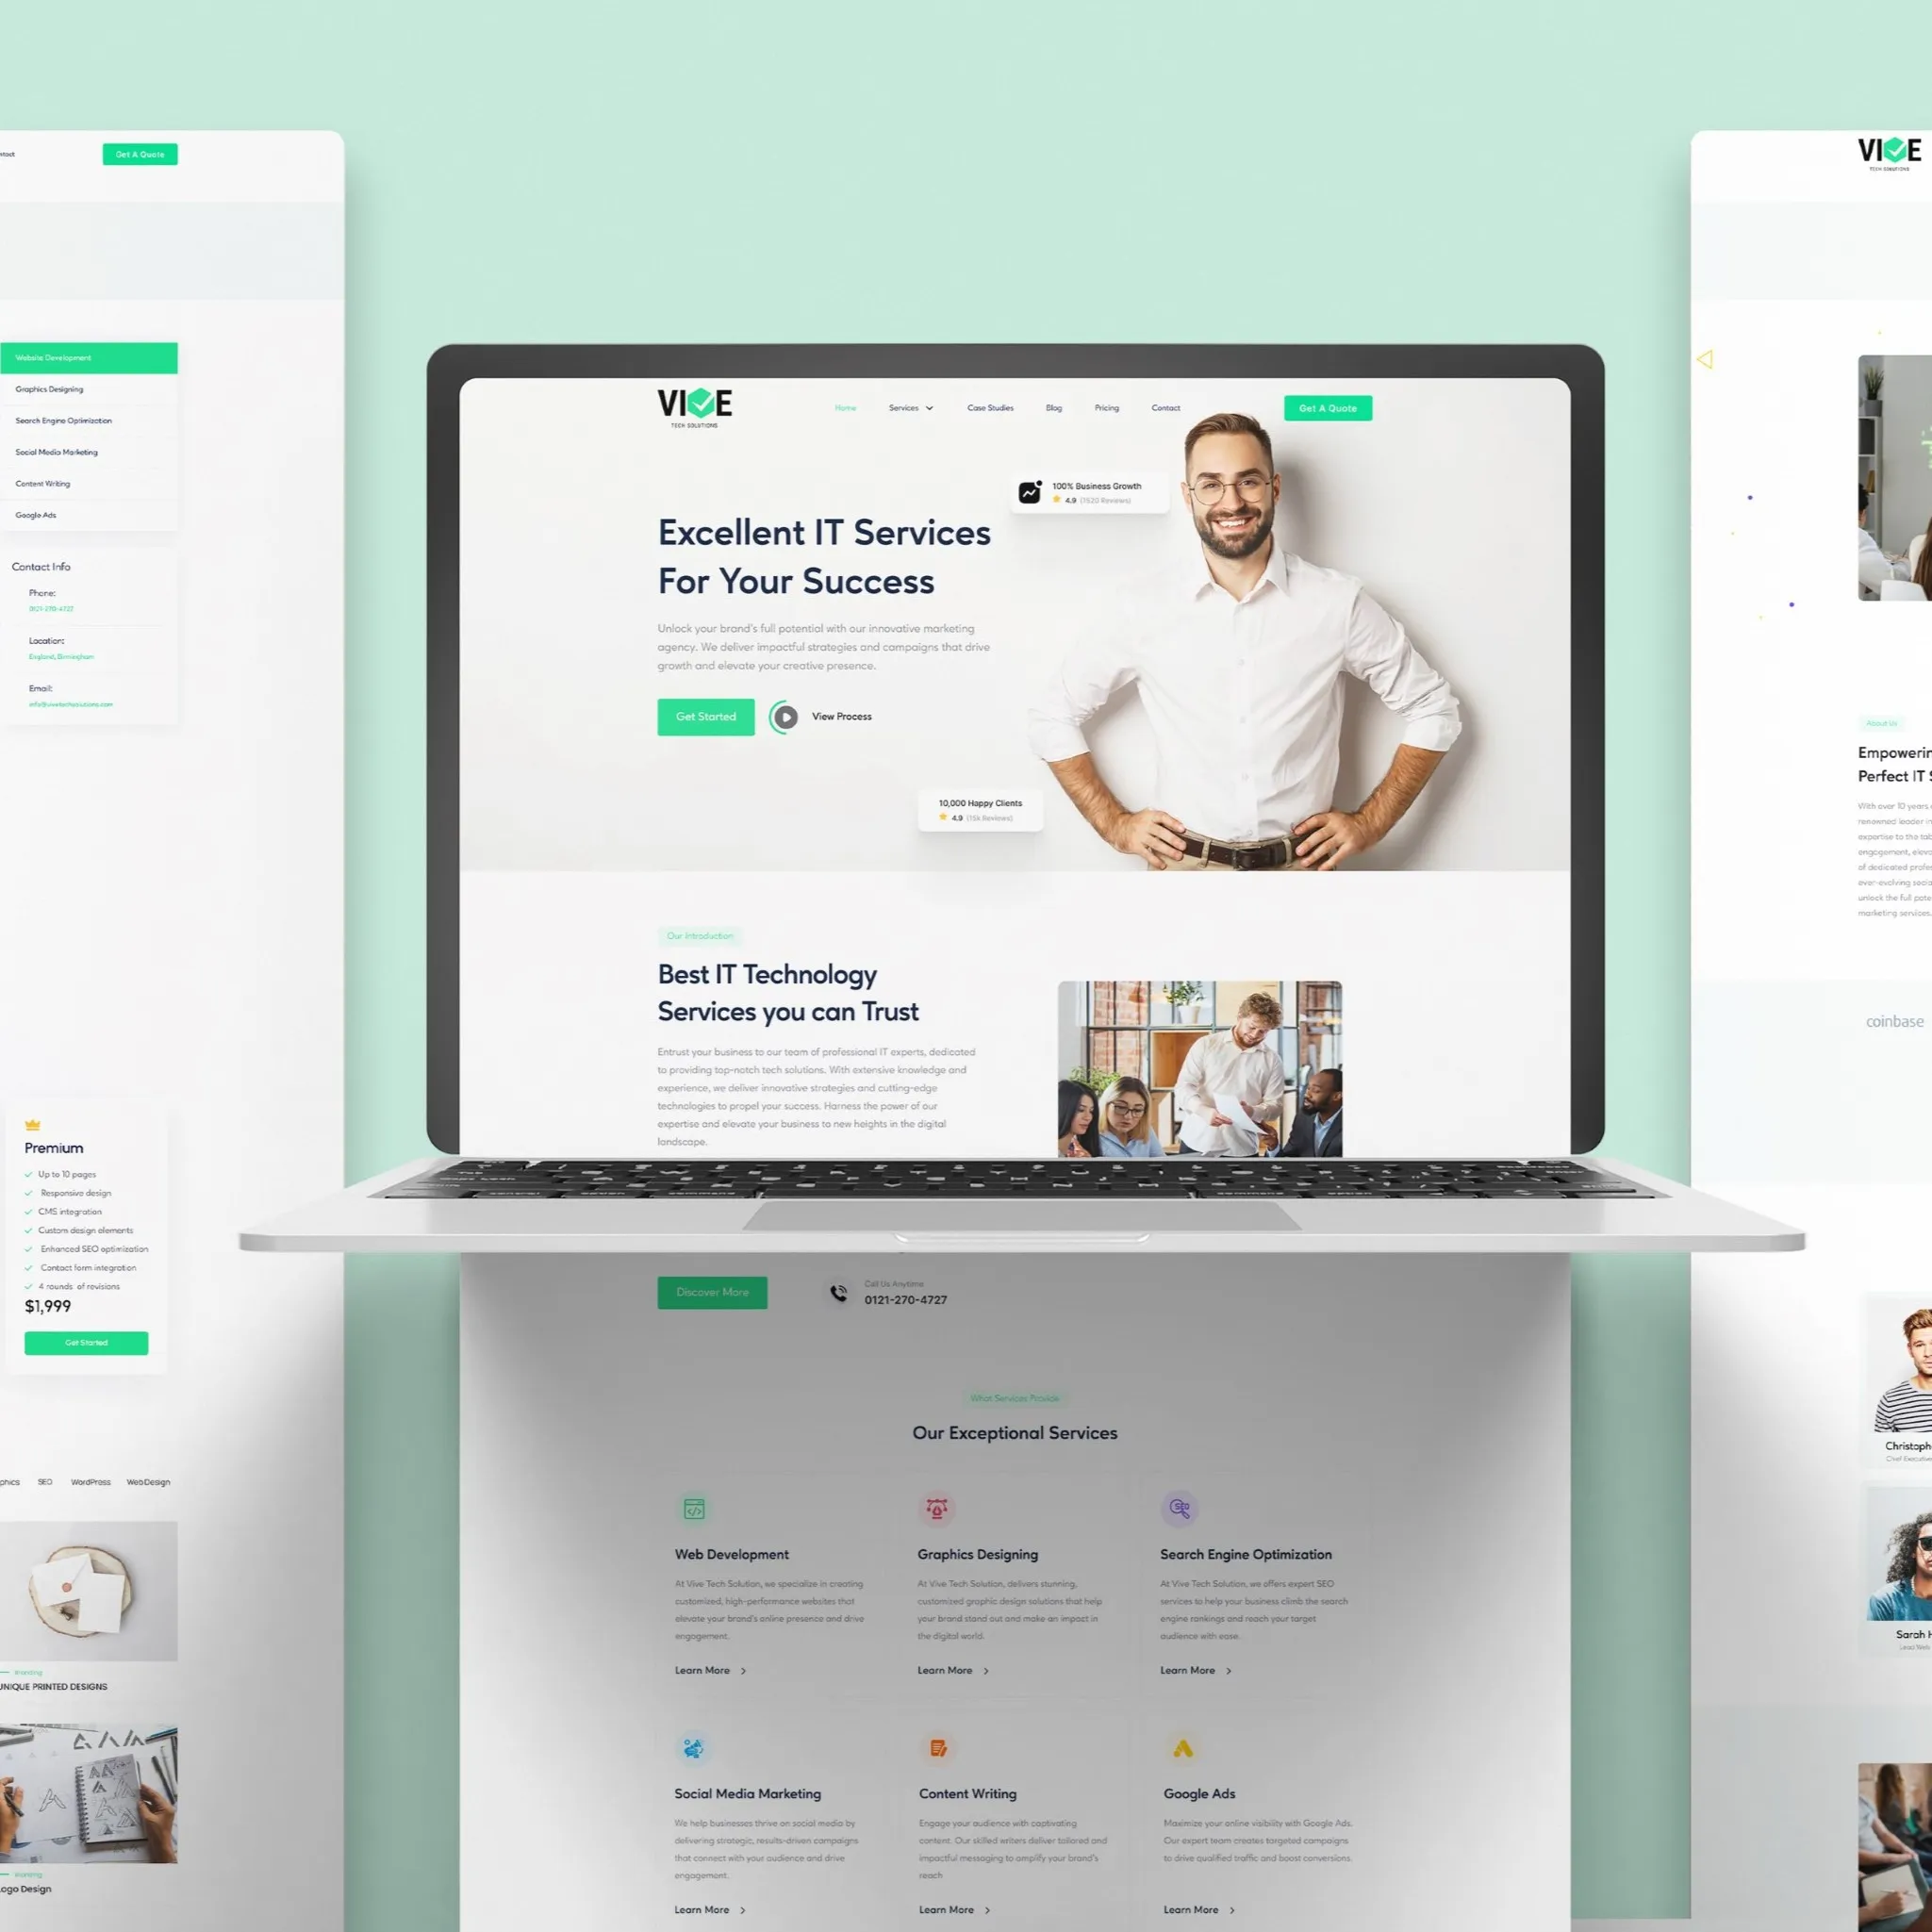 Get A Quote
Website Development
Graphics Designing
Search Engine Optimization
Social Media Marketing
Content Writing
Google Ads
Contact Info
Phone:
0121-270-4727
Location:
England, Birmingham
Email:
info@vivetechsolutions.com
Premium
Up to 10 pages
Responsive design
CMS integration
Custom design elements
Enhanced SEO optimization
Contact form integration
4 rounds of revisions
$1,999
Get Started
SEO WordPress WebDesign
Branding
UNIQUE PRINTED DESIGNS
Branding
Design
VIVE
TECH SOLUTIONS
Home Services Case Studies Blog Pricing Contact Get A Quote
100% Business Growth
4.9 (1520 Reviews)
Excellent IT Services
For Your Success
Unlock your brand's full potential with our innovative marketing
agency. We deliver impactful strategies and campaigns that drive
growth and elevate your creative presence.
Get Started View Process
10,000 Happy Clients
4.9 (15k Reviews)
Our Introduction
Best IT Technology
Services you can Trust
Entrust your business to our team of professional IT experts, dedicated
to providing top-notch tech solutions. With extensive knowledge and
experience, we deliver innovative strategies and cutting-edge
technologies to propel your success. Harness the power of our
expertise and elevate your business to new heights in the digital
landscape.
Discover More
Call Us Anytime
0121-270-4727
What Services Provide
Our Exceptional Services
Web Development
At Vive Tech Solution, we specialize in creating
customized, high-performance websites that
elevate your brand's online presence and drive
engagement.
Learn More
Graphics Designing
At Vive Tech Solution, delivers stunning,
customized graphic design solutions that help
your brand stand out and make an impact in
the digital world.
Learn More
SEO
Search Engine Optimization
At Vive Tech Solution, we offers expert SEO
services to help your business climb the search
engine rankings and reach your target
audience with ease.
Learn More
Social Media Marketing
We help businesses thrive on social media by
delivering strategic, results-driven campaigns
that connect with your audience and drive
engagement.
Learn More
Content Writing
Engage your audience with captivating
content. Our skilled writers deliver tailored and
impactful messaging to amplify your brand's
reach
Learn More
Google Ads
Maximize your online visibility with Google Ads.
Our expert team creates targeted campaigns
to drive qualified traffic and boost conversions.
Learn More
VIVE
TECH SOLUTIONS
About Us
Perfect IT
With over 10 years
renowned leader in
expertise to the
engagement,
of dedicated
ever-evolving
unlock the full
marketing services.
coinbase
Chief
Sarah
Lead Web